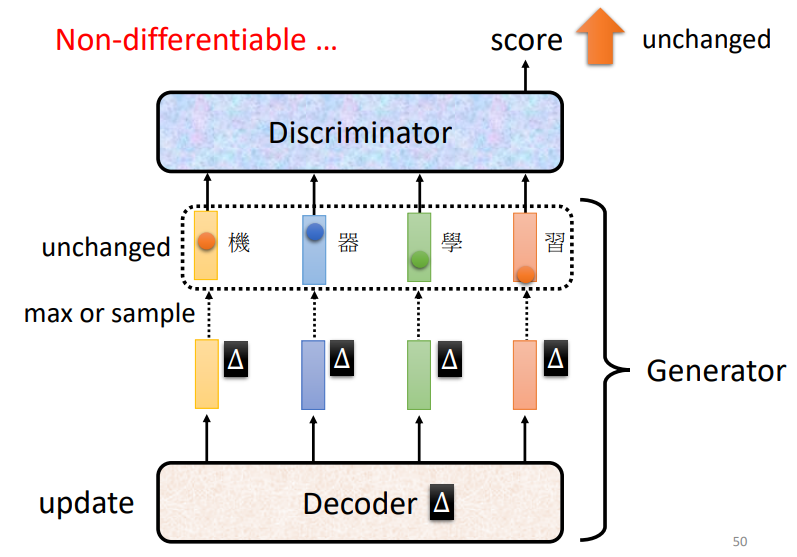 Non-differentiable …
score unchanged
Discriminator
unchanged 機 器 學 習
max or sample
Δ Δ Δ Δ
Generator
update Decoder Δ
50